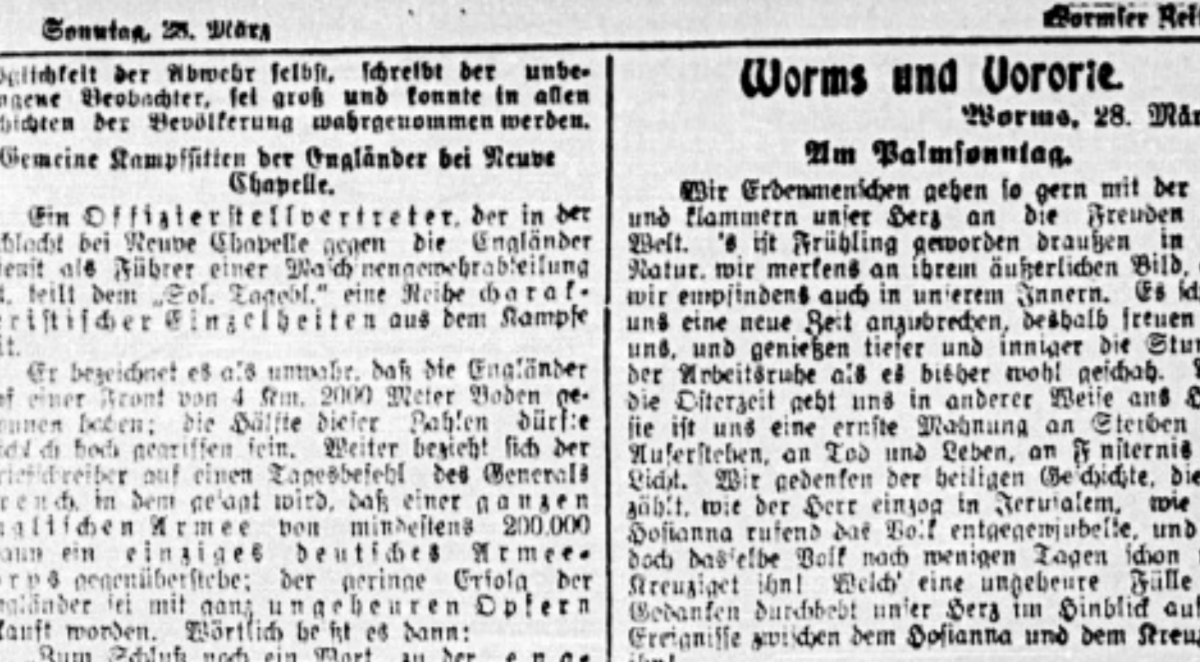 Sonntag, 28. März
Wormser
öglichkeit der Abwehr selbst, schreibt der unbe-
ngene Beobachter, sei groß und konnte in allen
hichten der Bevölkerung wahrgenommen werden.
Gemeine Kampfsitten der Engländer bei Neuve
Chapelle.
Ein Offizierstellvertreter, der in der
chlacht bei Neuve Chapelle gegen die Engländer
ienst als Führer einer Maschinengewehrabteilung
t, teilt dem „Sol. Tagebl.“ eine Reihe charak-
eristischer Einzelheiten aus dem Kampfe
it.
Er bezeichnet es als unwahr, daß die Engländer
uf einer Front von 4 Km. 2000 Meter Boden ge-
onnen haben; die Hälfte dieser Zahlen dürfte
hoch gegriffen sein. Weiter bezieht sich der
riefschreiber auf einen Tagesbefehl des Generals
rench, in dem gesagt wird, daß einer ganzen
nglischen Armee von mindestens 200.000
ann ein einziges deutsches Armee-
orps gegenüberstehe; der geringe Erfolg der
ngländer sei mit ganz ungeheuren Opfern
kauft worden. Wörtlich heißt es dann:
„Zum Schluß noch ein Wort zu der enge
Worms und Vororte.
Worms, 28. Mär
Am Palmsonntag.
Wir Erdenmenschen gehen so gern mit der
und klammern unser Herz an die Freuden
Welt. 's ist Frühling geworden draußen in
Natur, wir merkens an ihrem äußerlichen Bild,
wir empfindens auch in unserem Innern. Es sch
uns eine neue Zeit anzubrechen, deshalb freuen
uns, und genießen tiefer und inniger die Stun
der Arbeitsruhe als es bisher wohl geschah.
die Osterzeit geht uns in anderer Weise ans H
sie ist uns eine ernste Mahnung an Sterben
Auferstehen, an Tod und Leben, an Finsternis
Licht. Wir gedenken der heiligen Geschichte, die
zählt, wie der Herr einzog in Jerusalem, wie
Hosianna rufend das Volk entgegenjubelte, und
doch dasselbe Volk nach wenigen Tagen schon
Kreuziget ihn! Welch' eine ungeheure Fülle
Gedanken durchbebt unser Herz im Hinblick auf
Ereignisse zwischen dem Hosianna und dem Kreuz
ihn!